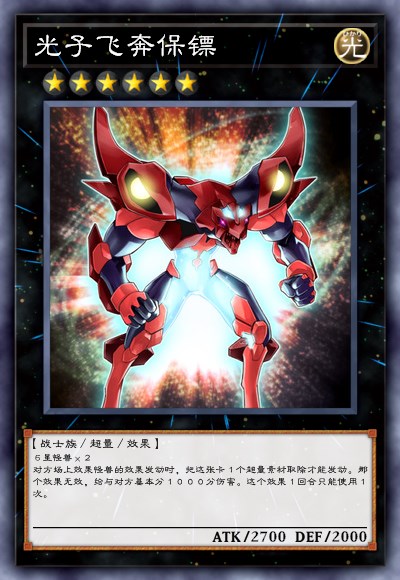 光子飞奔保镖
光
【战士族／超量／效果】
６星怪兽×２
对方场上效果怪兽的效果发动时，把这张卡１个超量素材取除才能发动。那
个效果无效，给与对方基本分１０００分伤害。这个效果１回合只能使用１
次。
ATK/2700 DEF/2000